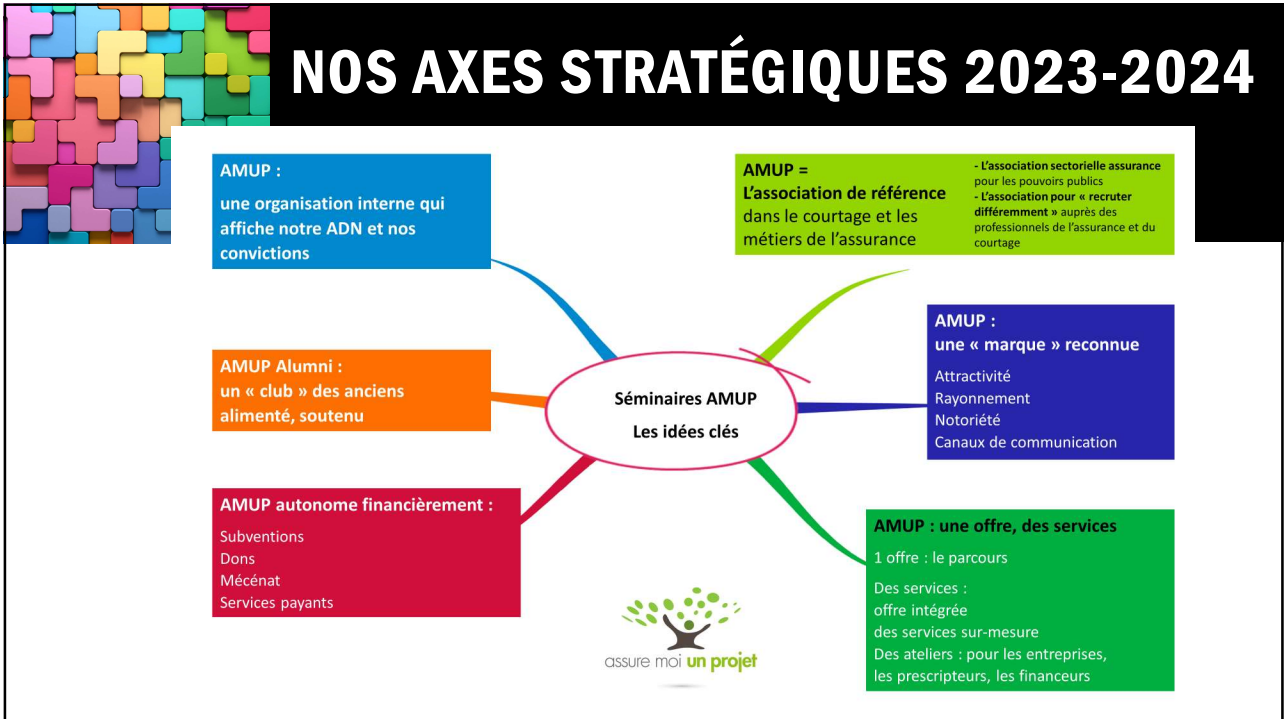 NOS AXES STRATÉGIQUES 2023-2024
AMUP :
une organisation interne qui
affiche notre ADN et nos
convictions
AMUP =
L'association de référence
dans le courtage et les
métiers de l'assurance
- L'association sectorielle assurance
pour les pouvoirs publics
- L'association pour « recruter
différemment » auprès des
professionnels de l'assurance et du
courtage
AMUP Alumni :
un « club » des anciens
alimenté, soutenu
Séminaires AMUP
Les idées clés
AMUP :
une « marque » reconnue
Attractivité
Rayonnement
Notoriété
Canaux de communication
AMUP autonome financièrement :
Subventions
Dons
Mécénat
Services payants
AMUP : une offre, des services
1 offre : le parcours
Des services :
offre intégrée
des services sur-mesure
Des ateliers : pour les entreprises,
les prescripteurs, les financeurs
assure moi un projet